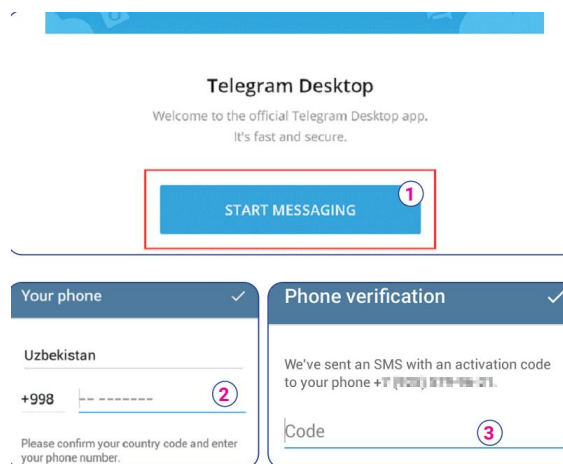 Telegram Desktop
Welcome to the official Telegram Desktop app.
It's fast and secure.
START MESSAGING
1
Your phone
Uzbekistan
+998 -- -------
2
Please confirm your country code and enter
your phone number.
Phone verification
We've sent an SMS with an activation code
to your phone +
Code
3